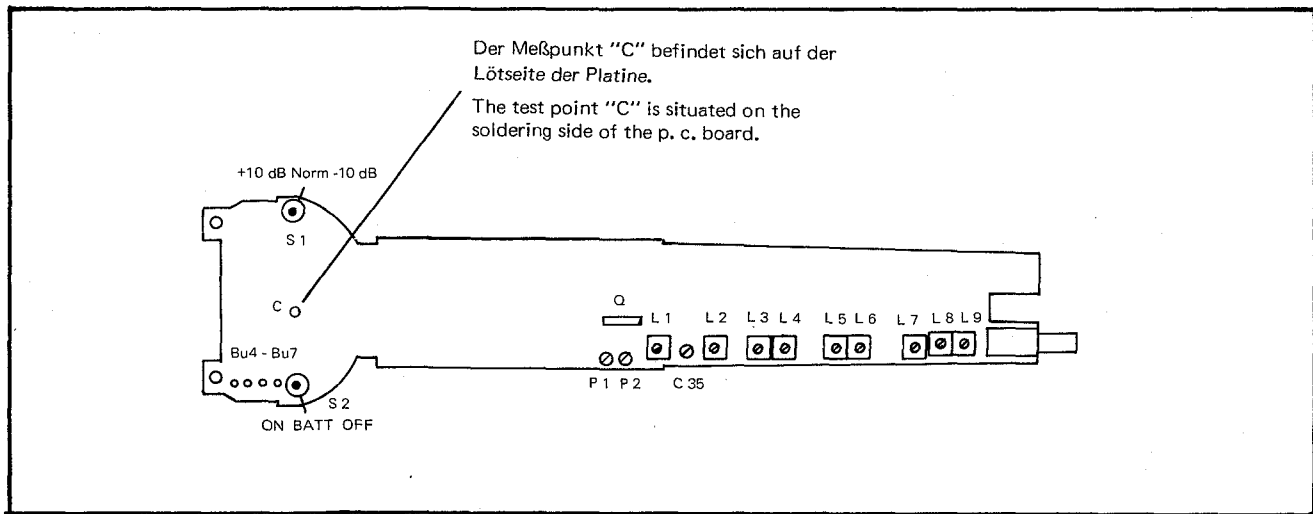 Der Meßpunkt "C" befindet sich auf der
Lötseite der Platine.
The test point "C" is situated on the
soldering side of the p. c. board.
+10 dB Norm -10 dB
S 1
C
Q
L 1 L 2 L 3 L 4 L 5 L 6 L 7 L 8 L 9
Bu4 - Bu7
P 1 P 2 C 35
S 2
ON BATT OFF